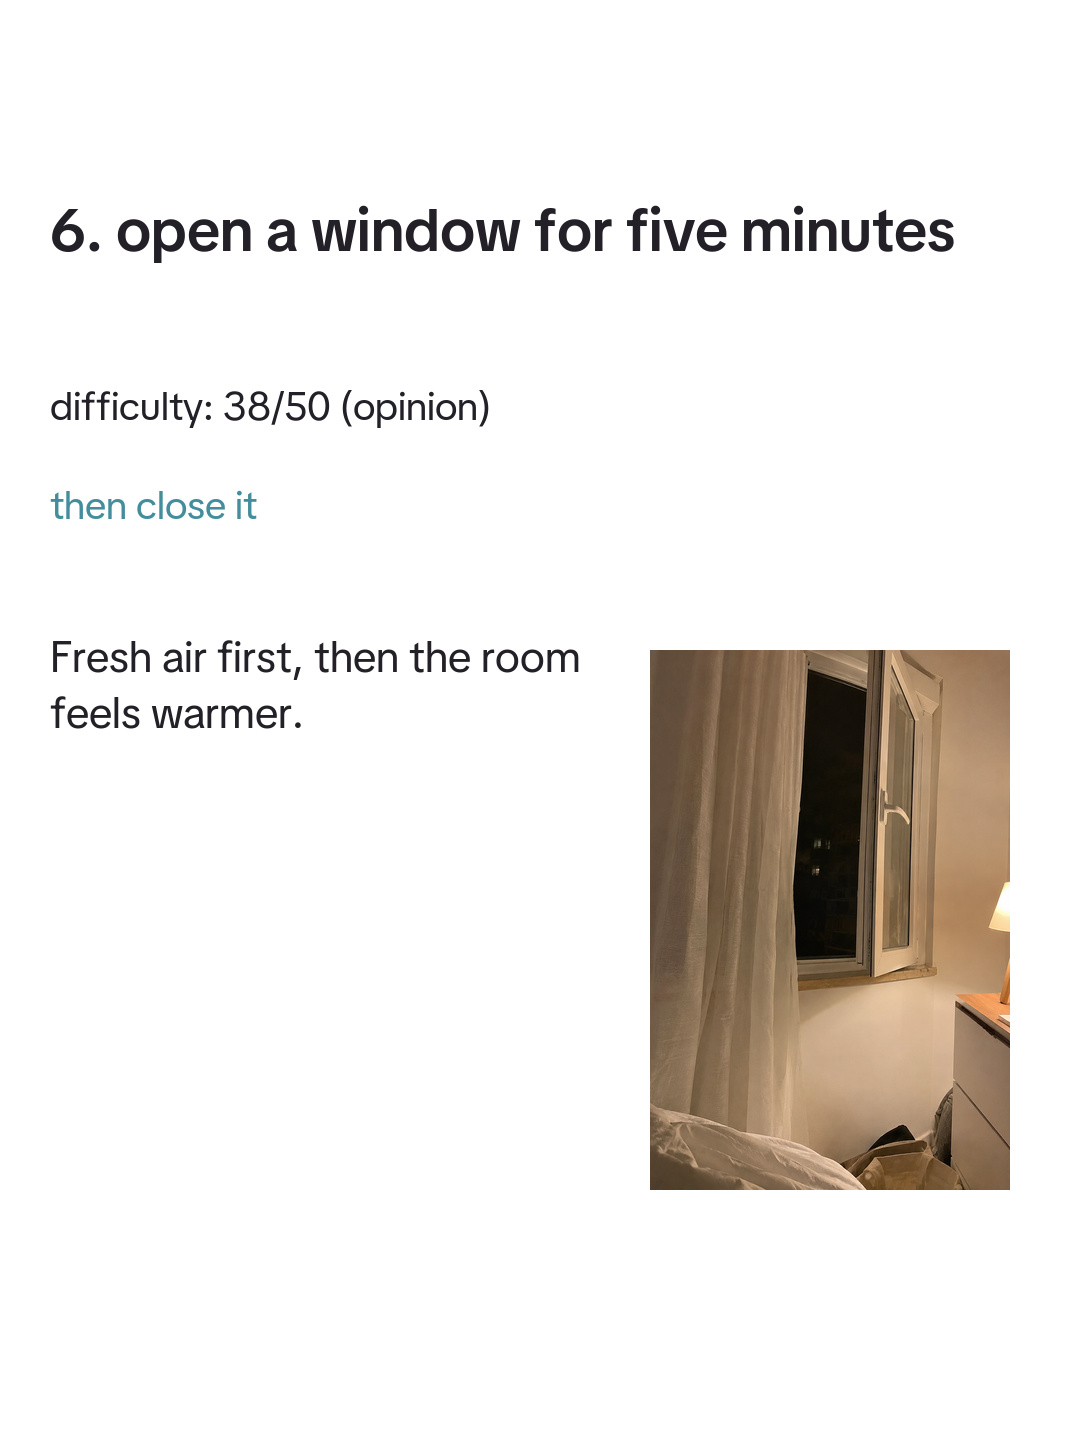 6. open a window for five minutes
difficulty: 38/50 (opinion)
then close it
Fresh air first, then the room
feels warmer.